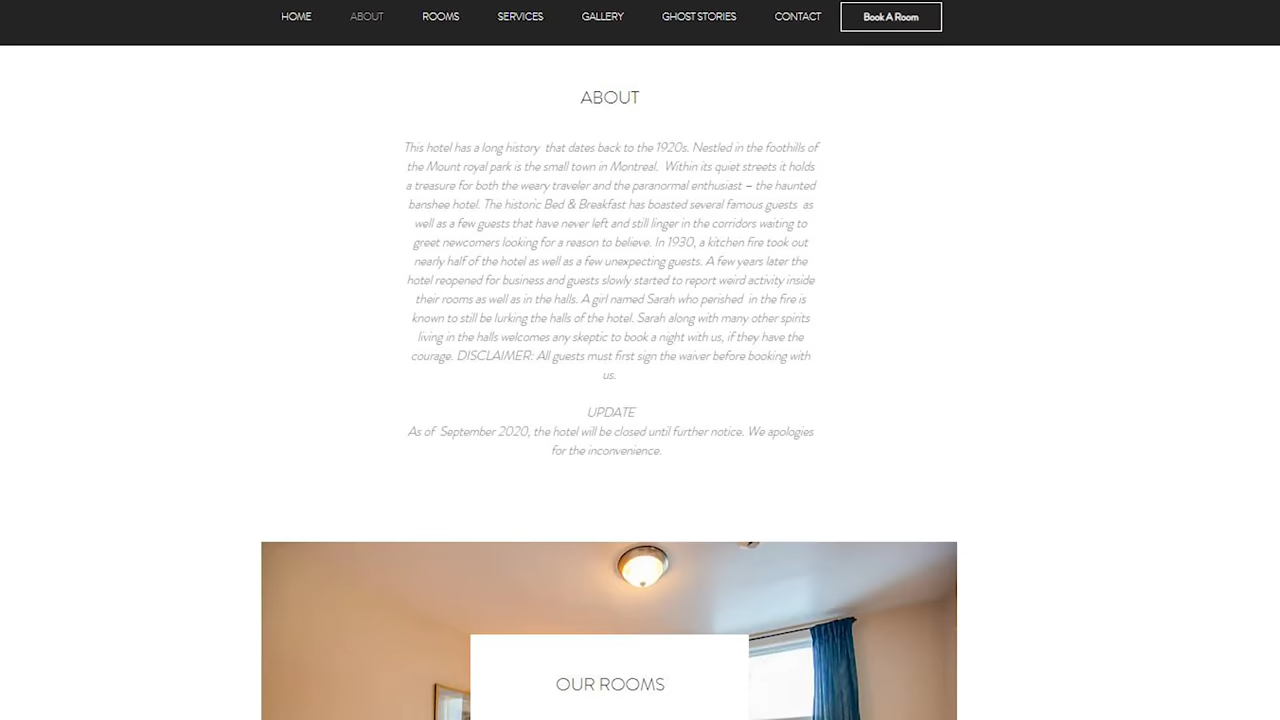 HOME ABOUT ROOMS SERVICES GALLERY GHOST STORIES CONTACT Book A Room
ABOUT
This hotel has a long history that dates back to the 1920s. Nestled in the foothills of
the Mount royal park is the small town in Montreal. Within its quiet streets it holds
a treasure for both the weary traveler and the paranormal enthusiast – the haunted
banshee hotel. The historic Bed & Breakfast has boasted several famous guests as
well as a few guests that have never left and still linger in the corridors waiting to
greet newcomers looking for a reason to believe. In 1930, a kitchen fire took out
nearly half of the hotel as well as a few unexpecting guests. A few years later the
hotel reopened for business and guests slowly started to report weird activity inside
their rooms as well as in the halls. A girl named Sarah who perished in the fire is
known to still be lurking the halls of the hotel. Sarah along with many other spirits
living in the halls welcomes any skeptic to book a night with us, if they have the
courage. DISCLAIMER: All guests must first sign the waiver before booking with
us.
UPDATE
As of September 2020, the hotel will be closed until further notice. We apologies
for the inconvenience.
OUR ROOMS